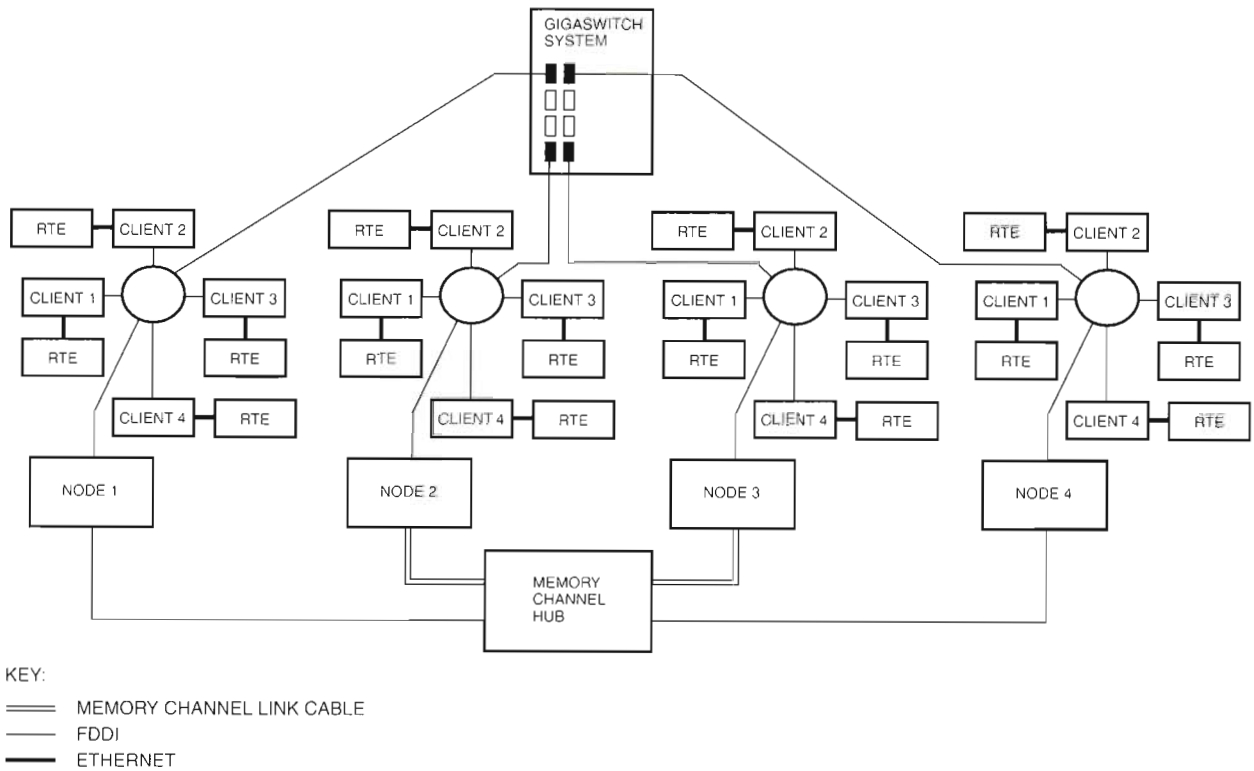 GIGASWITCH
SYSTEM
RTE
CLIENT 2
RTE
CLIENT 2
RTE
CLIENT 2
RTE
CLIENT 2
CLIENT 1
CLIENT 3
CLIENT 1
CLIENT 3
CLIENT 1
CLIENT 3
CLIENT 1
CLIENT 3
RTE
RTE
RTE
RTE
RTE
RTE
RTE
RTE
CLIENT 4
RTE
CLIENT 4
RTE
CLIENT 4
RTE
CLIENT 4
RTE
NODE 1
NODE 2
NODE 3
NODE 4
MEMORY
CHANNEL
HUB
KEY:
MEMORY CHANNEL LINK CABLE
FDDI
ETHERNET